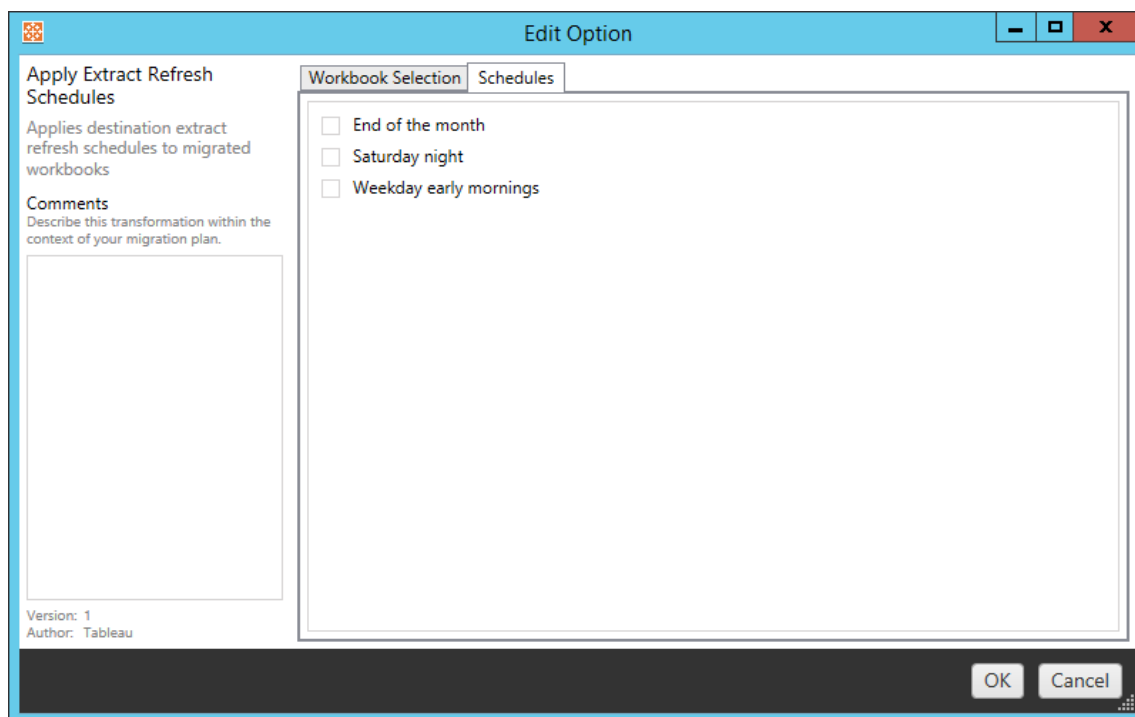 Edit Option
Apply Extract Refresh
Schedules
Applies destination extract
refresh schedules to migrated
workbooks
Comments
Describe this transformation within the
context of your migration plan.
Version: 1
Author: Tableau
Workbook Selection
Schedules
End of the month
Saturday night
Weekday early mornings
OK
Cancel